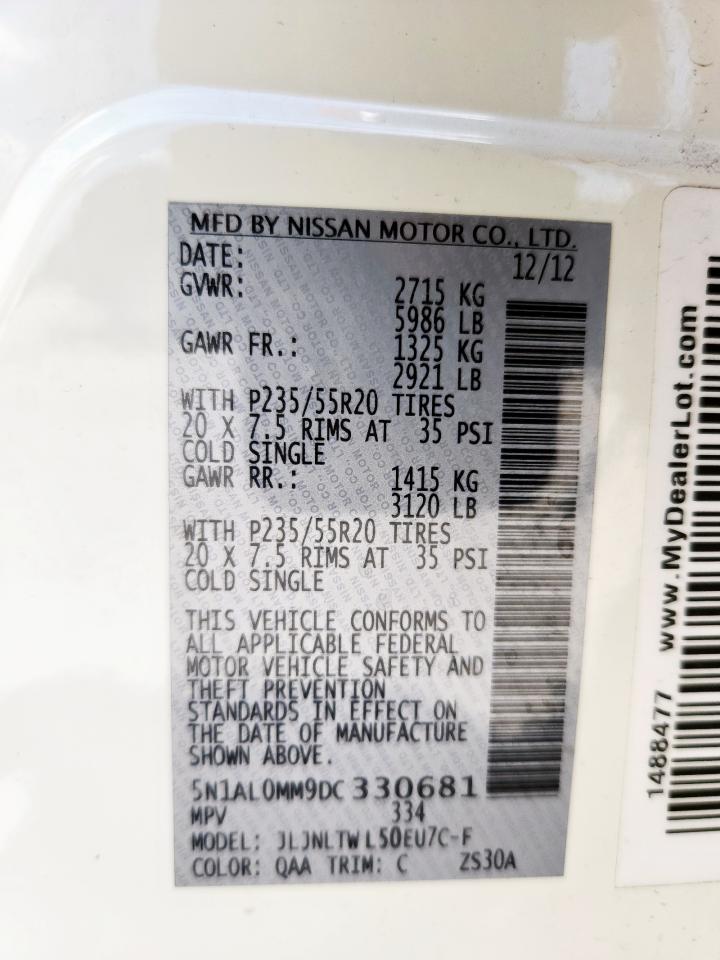 MFD BY NISSAN MOTOR CO., LTD.
DATE: 12/12
GVWR: 2715 KG
5986 LB
GAWR FR.: 1325 KG
2921 LB
WITH P235/55R20 TIRES
20 X 7.5 RIMS AT 35 PSI
COLD SINGLE
GAWR RR.: 1415 KG
3120 LB
WITH P235/55R20 TIRES
20 X 7.5 RIMS AT 35 PSI
COLD SINGLE
THIS VEHICLE CONFORMS TO
ALL APPLICABLE FEDERAL
MOTOR VEHICLE SAFETY AND
THEFT PREVENTION
STANDARDS IN EFFECT ON
THE DATE OF MANUFACTURE
SHOWN ABOVE.
5N1AL0MM9DC 330681
MPV 334
MODEL: JLJNLTWL50EU7C-F
COLOR: QAA TRIM: C ZS30A
www.MyDealerLot.com
1488477